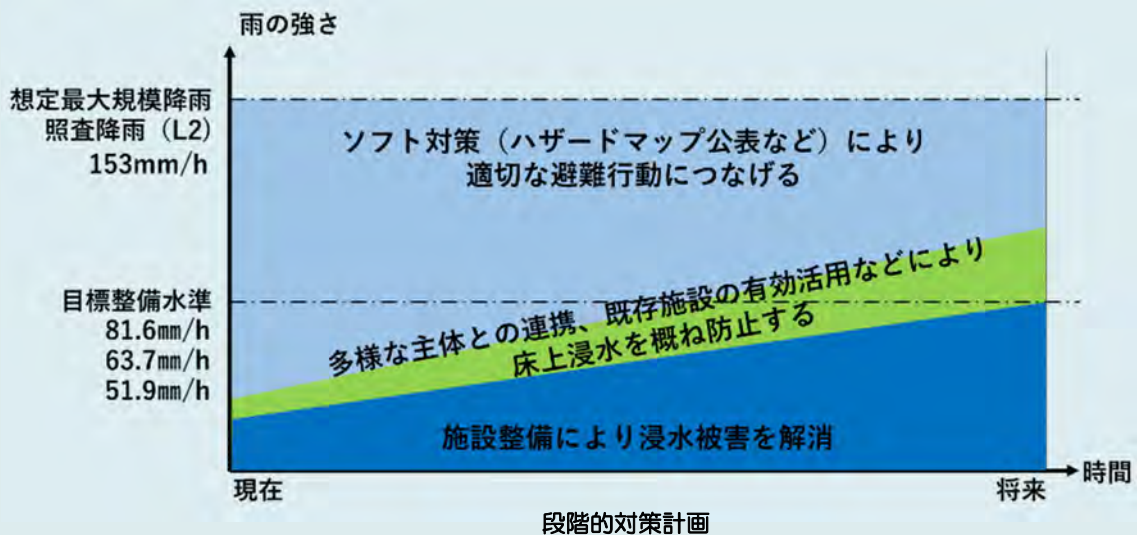 雨の強さ
想定最大規模降雨
照査降雨（L2）
153mm/h
ソフト対策（ハザードマップ公表など）により
適切な避難行動につなげる
目標整備水準
81.6㎜/h
63.7㎜/h
51.9㎜/h
多様な主体との連携、既存施設の有効活用などにより
床上浸水を概ね防止する
施設整備により浸水被害を解消
時間
現在
将来
段階的対策計画